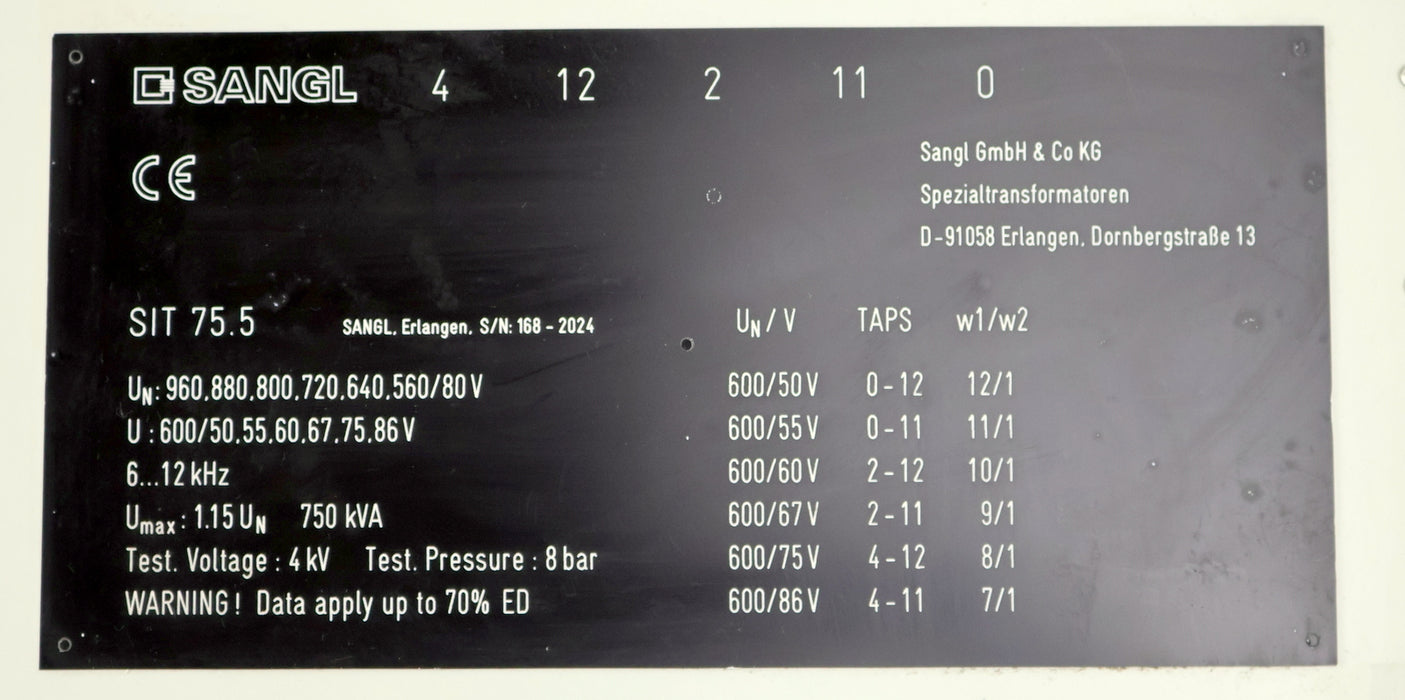 SANGL 4 12 2 11 0
CE
Sangl GmbH & Co KG
Spezialtransformatoren
D-91058 Erlangen, Dornbergstraße 13
SIT 75.5 SANGL, Erlangen, S/N: 168 - 2024
UN: 960,880,800,720,640,560/80 V
U : 600/50,55,60,67,75,86 V
6...12 kHz
Umax : 1.15 UN 750 kVA
Test. Voltage : 4 kV Test. Pressure : 8 bar
WARNING! Data apply up to 70% ED
UN / V TAPS w1/w2
600/50 V 0-12 12/1
600/55 V 0-11 11/1
600/60 V 2-12 10/1
600/67 V 2-11 9/1
600/75 V 4-12 8/1
600/86 V 4-11 7/1